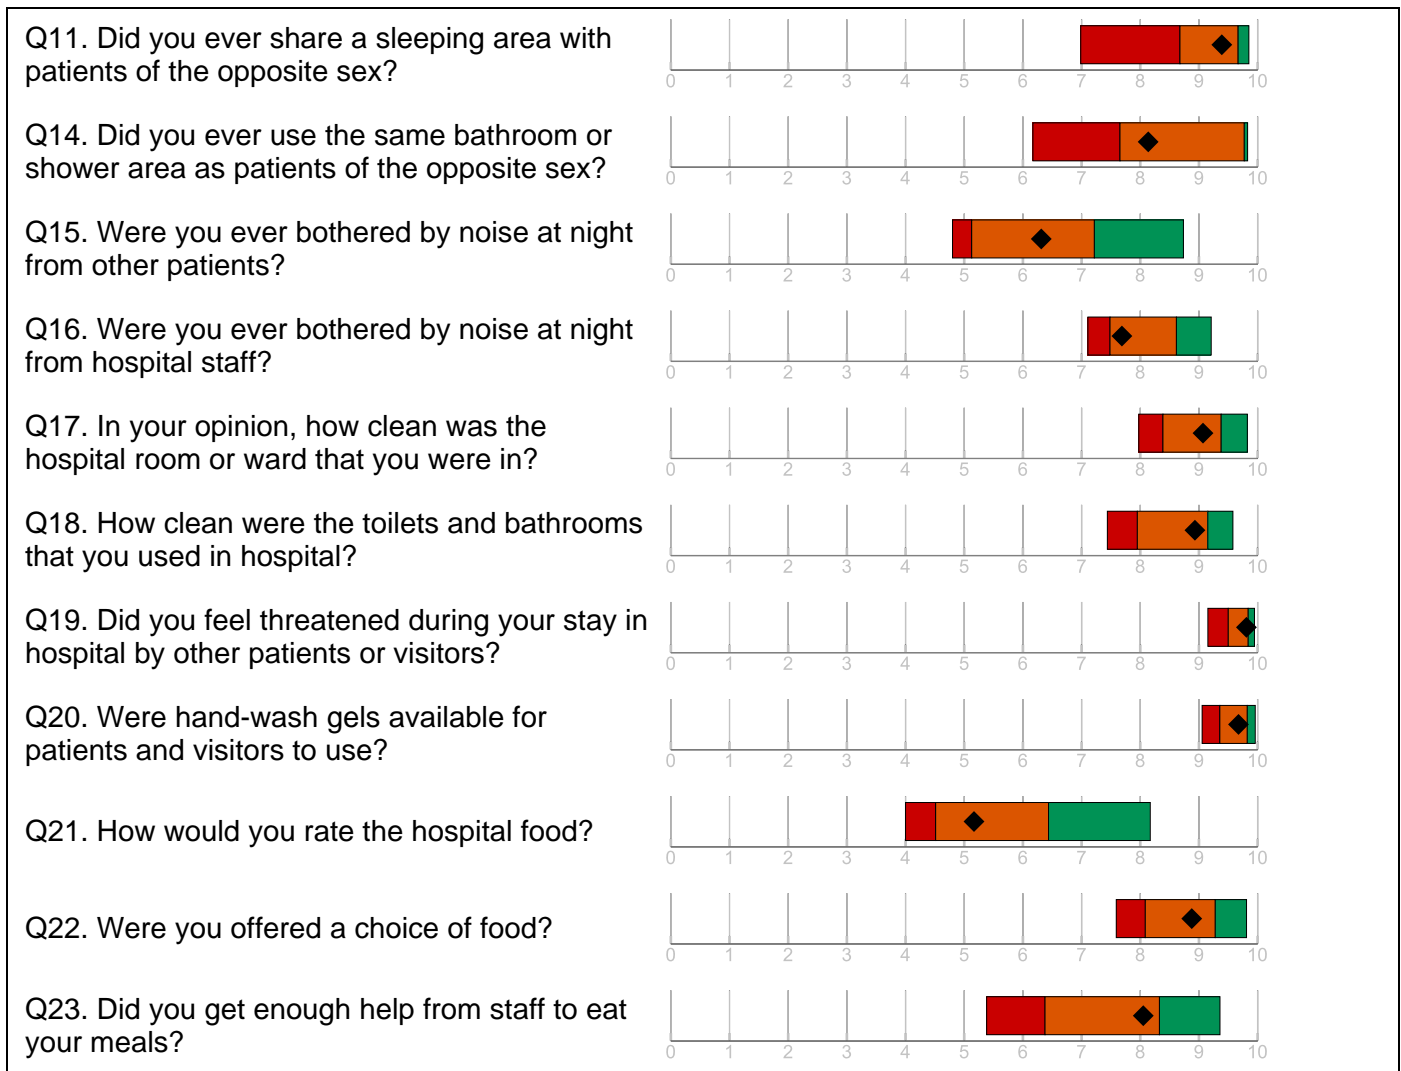 Q11. Did you ever share a sleeping area with
patients of the opposite sex?
0 1 2 3 4 5 6 7 8 9 10
Q14. Did you ever use the same bathroom or
shower area as patients of the opposite sex?
0 1 2 3 4 5 6 7 8 9 10
Q15. Were you ever bothered by noise at night
from other patients?
0 1 2 3 4 5 6 7 8 9 10
Q16. Were you ever bothered by noise at night
from hospital staff?
0 1 2 3 4 5 6 7 8 9 10
Q17. In your opinion, how clean was the
hospital room or ward that you were in?
0 1 2 3 4 5 6 7 8 9 10
Q18. How clean were the toilets and bathrooms
that you used in hospital?
0 1 2 3 4 5 6 7 8 9 10
Q19. Did you feel threatened during your stay in
hospital by other patients or visitors?
0 1 2 3 4 5 6 7 8 9 10
Q20. Were hand-wash gels available for
patients and visitors to use?
0 1 2 3 4 5 6 7 8 9 10
Q21. How would you rate the hospital food?
0 1 2 3 4 5 6 7 8 9 10
Q22. Were you offered a choice of food?
0 1 2 3 4 5 6 7 8 9 10
Q23. Did you get enough help from staff to eat
your meals?
0 1 2 3 4 5 6 7 8 9 10